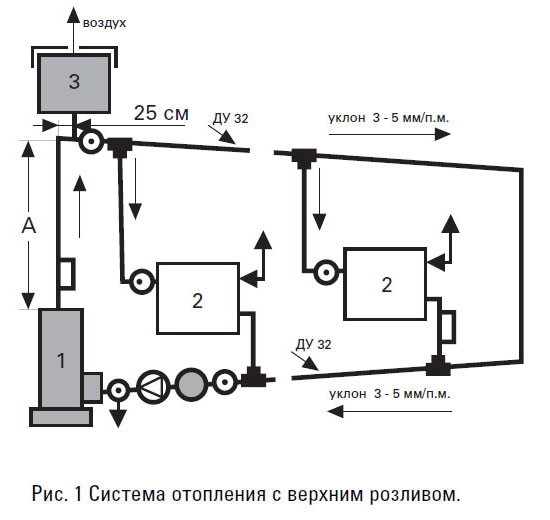 воздух
3
25 см
ДУ 32
уклон 3 - 5 мм/п.м.
А
2
2
1
ДУ 32
уклон 3 - 5 мм/п.м.
Рис. 1 Система отопления с верхним розливом.